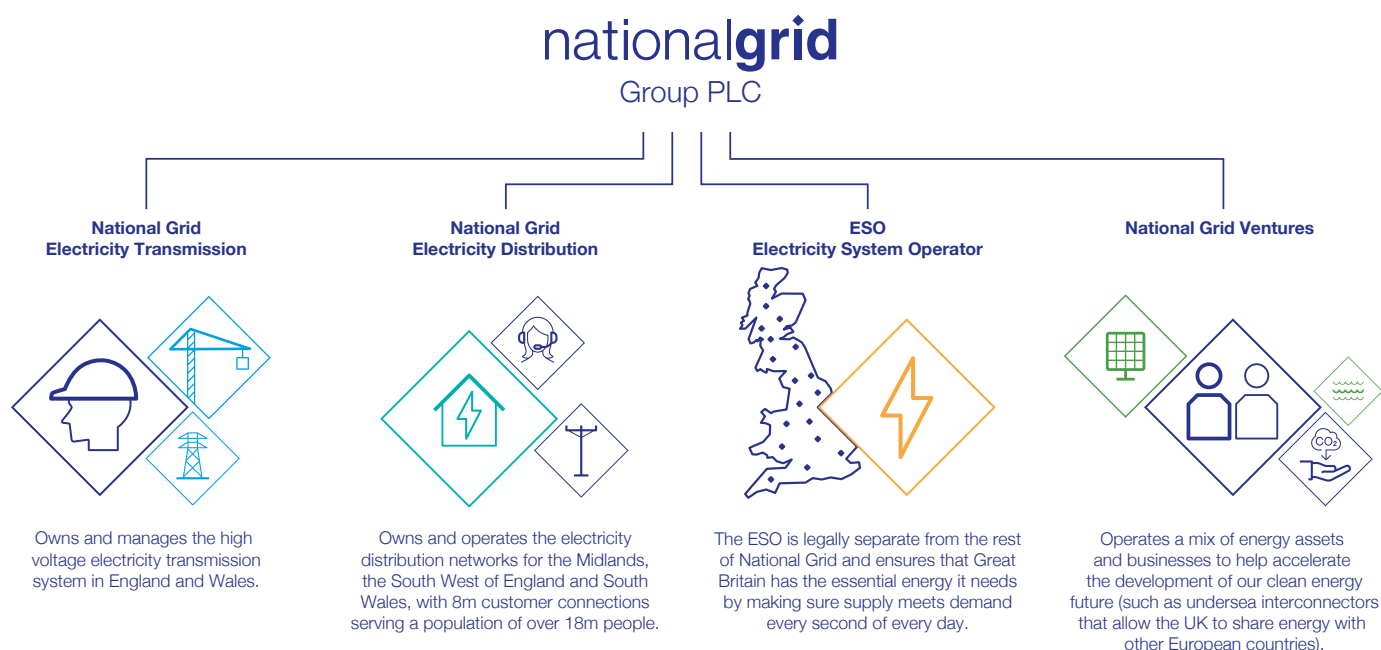 nationalgrid
Group PLC
National Grid
Electricity Transmission
National Grid
Electricity Distribution
ESO
Electricity System Operator
National Grid Ventures
CO₂
Owns and manages the high
voltage electricity transmission
system in England and Wales.
Owns and operates the electricity
distribution networks for the Midlands,
the South West of England and South
Wales, with 8m customer connections
serving a population of over 18m people.
The ESO is legally separate from the rest
of National Grid and ensures that Great
Britain has the essential energy it needs
by making sure supply meets demand
every second of every day.
Operates a mix of energy assets
and businesses to help accelerate
the development of our clean energy
future (such as undersea interconnectors
that allow the UK to share energy with
other European countries).